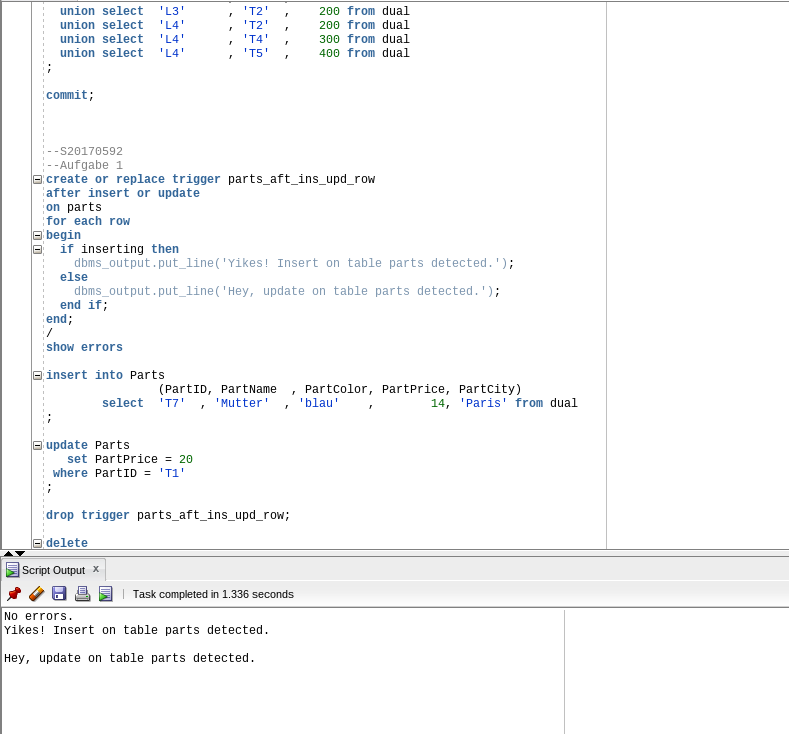 union select  'L3'      , 'T2'  ,    200 from dual
union select  'L4'      , 'T2'  ,    200 from dual
union select  'L4'      , 'T4'  ,    300 from dual
union select  'L4'      , 'T5'  ,    400 from dual
;
commit;
--S20170592
--Aufgabe 1
create or replace trigger parts_aft_ins_upd_row
after insert or update
on parts
for each row
begin
if inserting then
dbms_output.put_line('Yikes! Insert on table parts detected.');
else
dbms_output.put_line('Hey, update on table parts detected.');
end if;
end;
/
show errors
insert into Parts
(PartID, PartName  , PartColor, PartPrice, PartCity)
select  'T7'  , 'Mutter'  , 'blau'    ,        14, 'Paris' from dual
;
update Parts
set PartPrice = 20
where PartID = 'T1'
;
drop trigger parts_aft_ins_upd_row;
delete
Script Output x
Task completed in 1.336 seconds
No errors.
Yikes! Insert on table parts detected.
Hey, update on table parts detected.